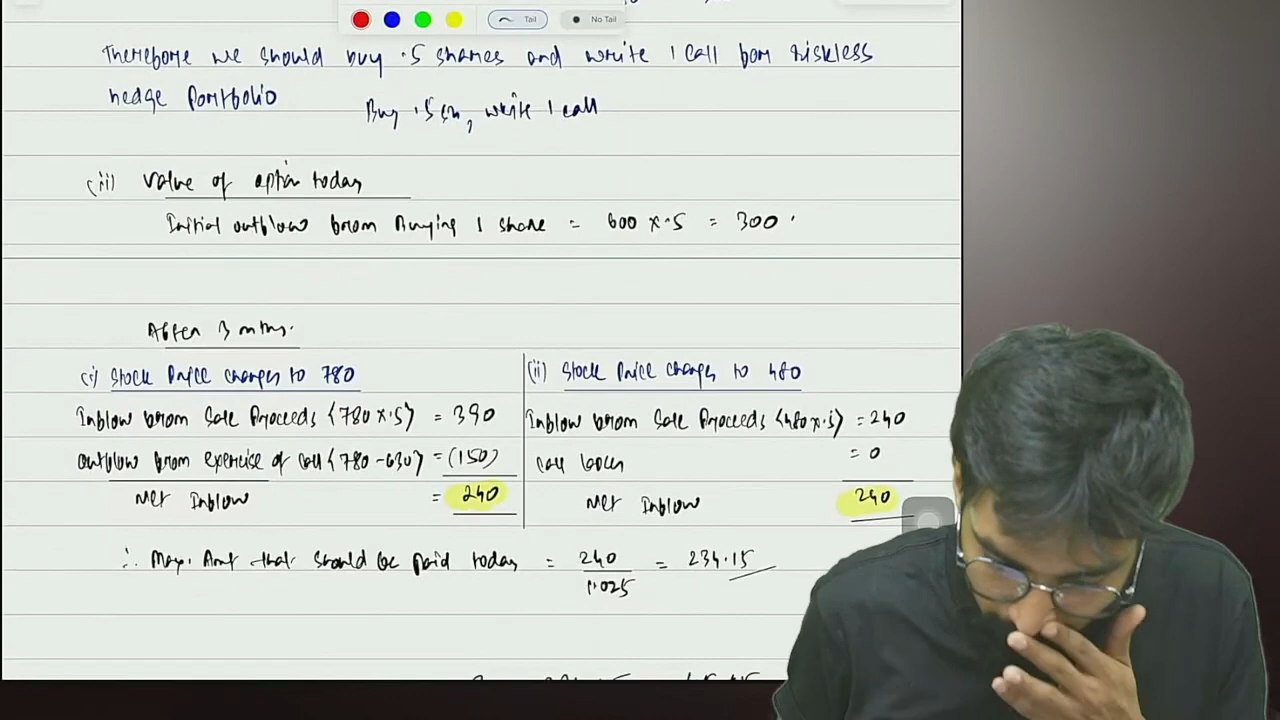 Tail
No Tail
Therefore we should buy .5 shares and write 1 call for riskless
hedge Portfolio
Buy .5 sh, write 1 call
(iii) Value of option today
Initial outflow from Buying 1 share = 600 x .5 = 300
After 3 mths.
(i) Stock Price changes to 780
Inflow from Sale Proceeds {780 x .5} = 390
outflow from exercise of call {780-630} = (150)
Net Inflow = 240
(ii) Stock Price changes to 480
Inflow from Sale Proceeds {480 x .5} = 240
Call = 0
Net Inflow 240
∴ Max. Amt that should be paid today = 240 / 1.025 = 234.15